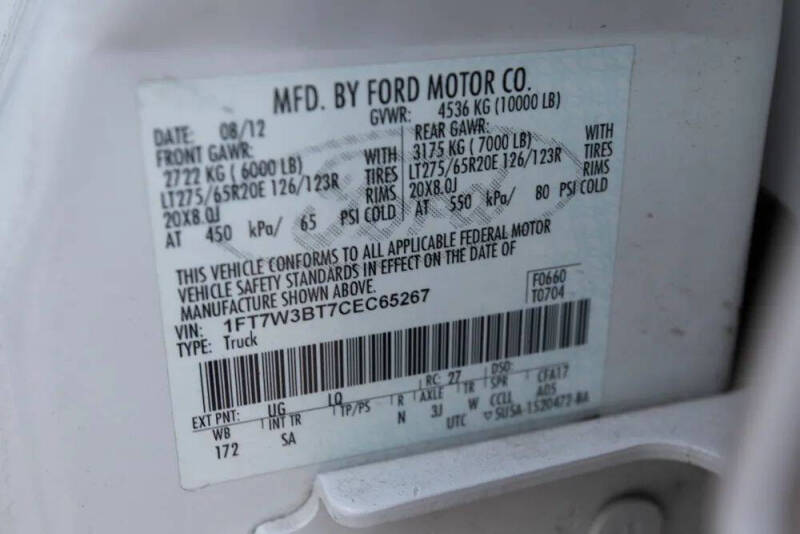 MFD. BY FORD MOTOR CO.
DATE: 08/12 GVWR: 4536 KG (10000 LB)
FRONT GAWR: REAR GAWR:
2722 KG (6000 LB) WITH 3175 KG (7000 LB) WITH
LT275/65R20E 126/123R TIRES LT275/65R20E 126/123R TIRES
20X8.0J RIMS 20X8.0J RIMS
AT 450 kPa/ 65 PSI COLD AT 550 kPa/ 80 PSI COLD
THIS VEHICLE CONFORMS TO ALL APPLICABLE FEDERAL MOTOR
VEHICLE SAFETY STANDARDS IN EFFECT ON THE DATE OF
MANUFACTURE SHOWN ABOVE.
VIN: 1FT7W3BT7CEC65267 F0660
TYPE: Truck T0704
EXT PNT: UG LQ RC: 27 DSO:
WB INT TR TP/PS R AXLE TR SPR CFA17
172 SA N 3J W CCLL A05
UTC ▽SU5A-1520472-BA